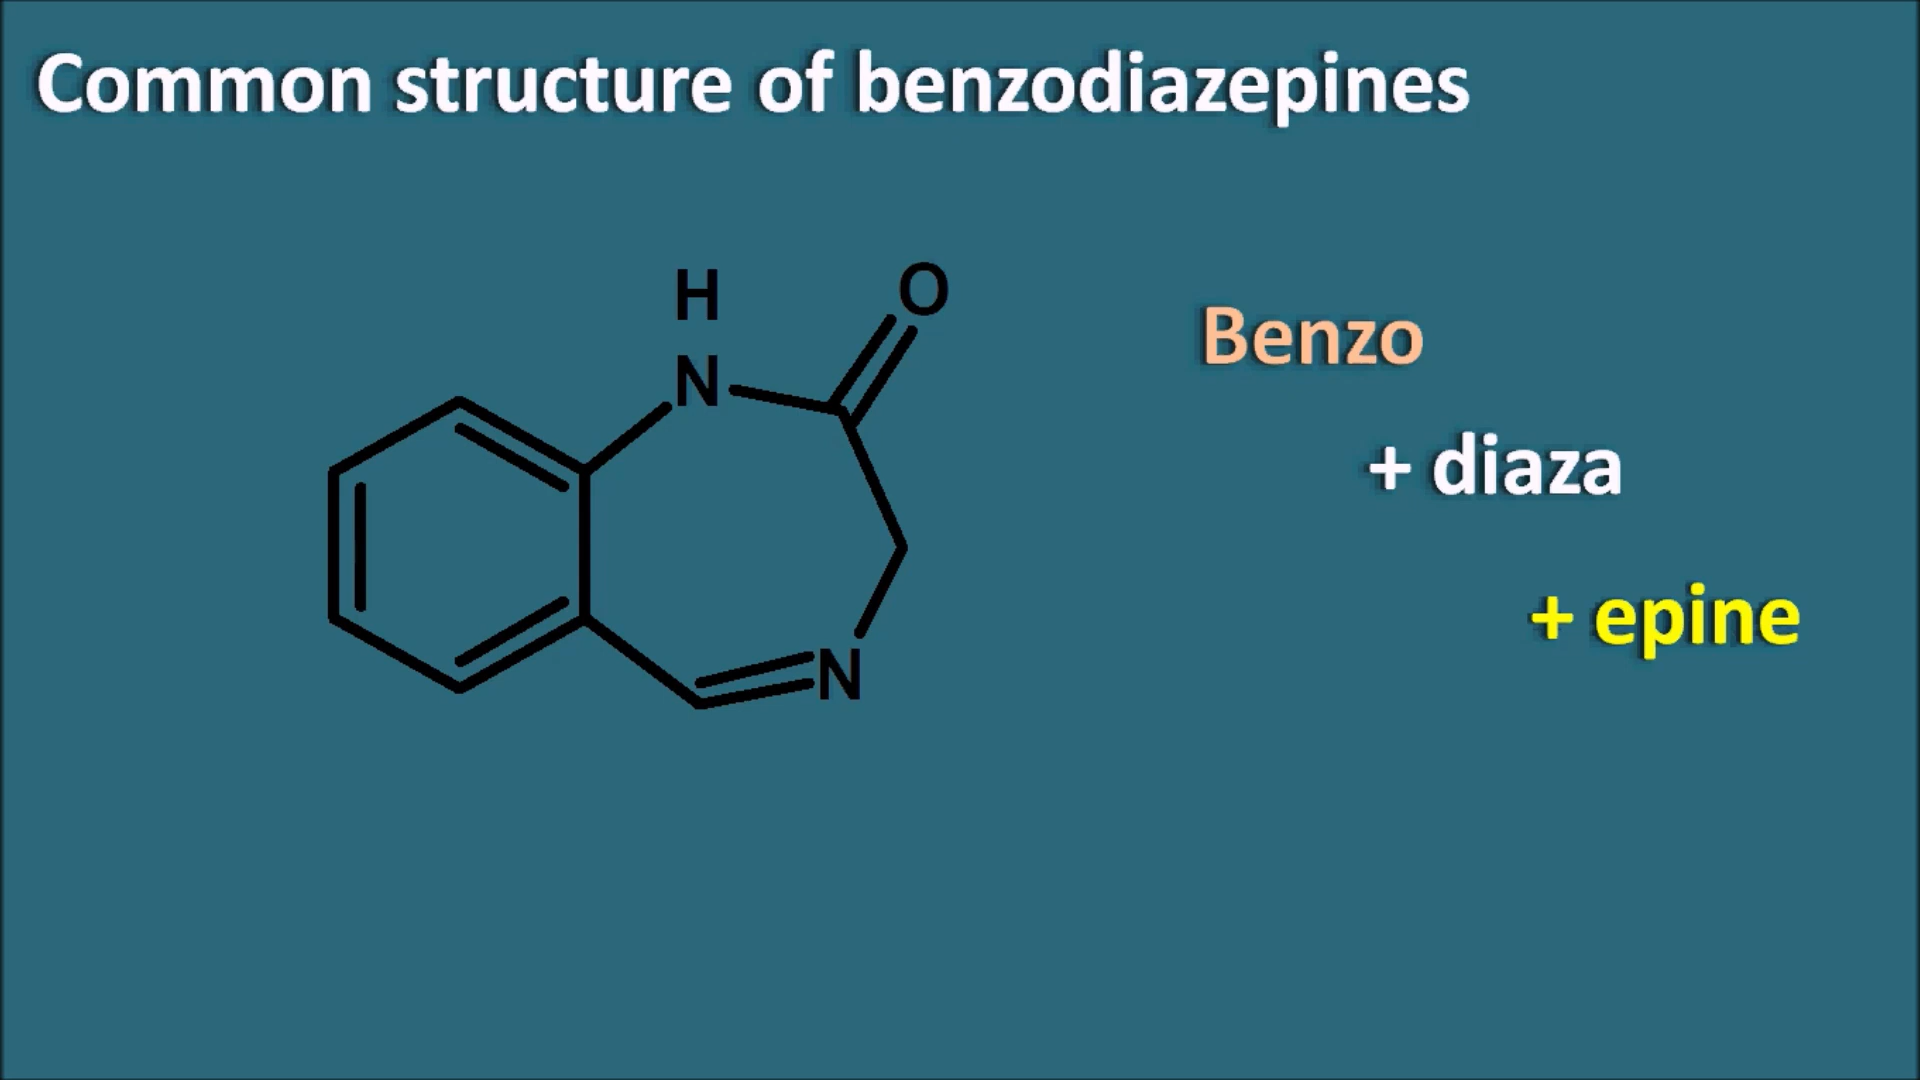 Common structure of benzodiazepines
H
O
N
N
Benzo
+ diaza
+ epine